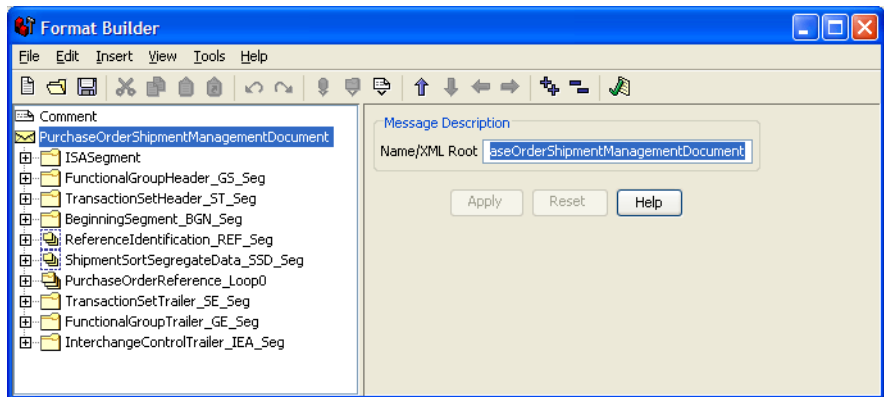 Format Builder
File Edit Insert View Tools Help
Comment
PurchaseOrderShipmentManagementDocument
ISASegment
FunctionalGroupHeader_GS_Seg
TransactionSetHeader_ST_Seg
BeginningSegment_BGN_Seg
ReferenceIdentification_REF_Seg
ShipmentSortSegregateData_SSD_Seg
PurchaseOrderReference_Loop0
TransactionSetTrailer_SE_Seg
FunctionalGroupTrailer_GE_Seg
InterchangeControlTrailer_IEA_Seg
Message Description
Name/XML Root aseOrderShipmentManagementDocument
Apply Reset Help